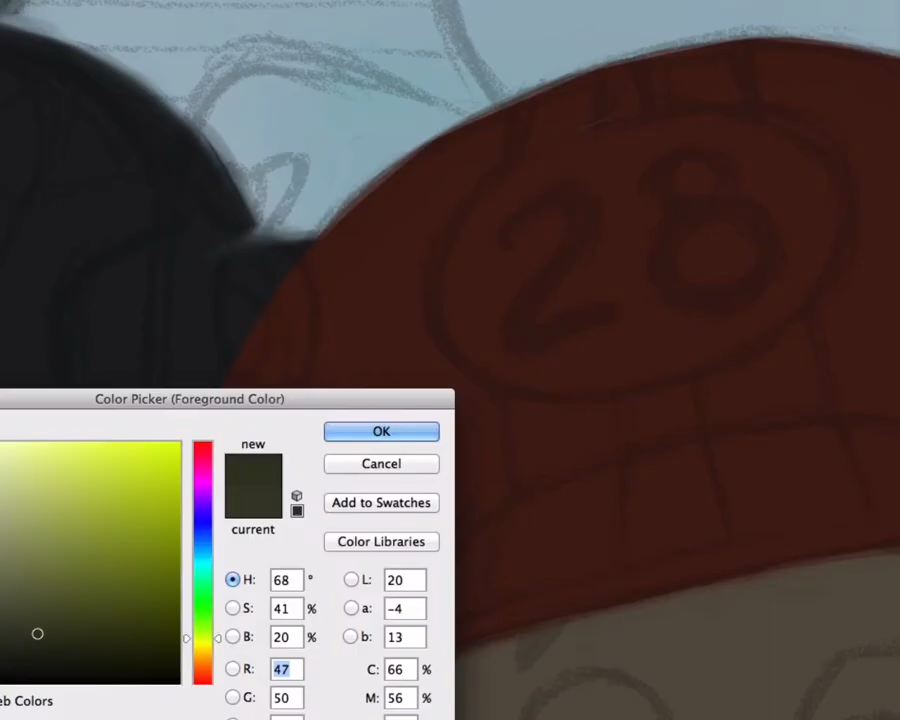 28
Color Picker (Foreground Color)
OK
new
Cancel
Add to Swatches
current
Color Libraries
H: 68 °
L: 20
S: 41 %
a: -4
B: 20 %
b: 13
R: 47
C: 66 %
G: 50
M: 56 %
eb Colors